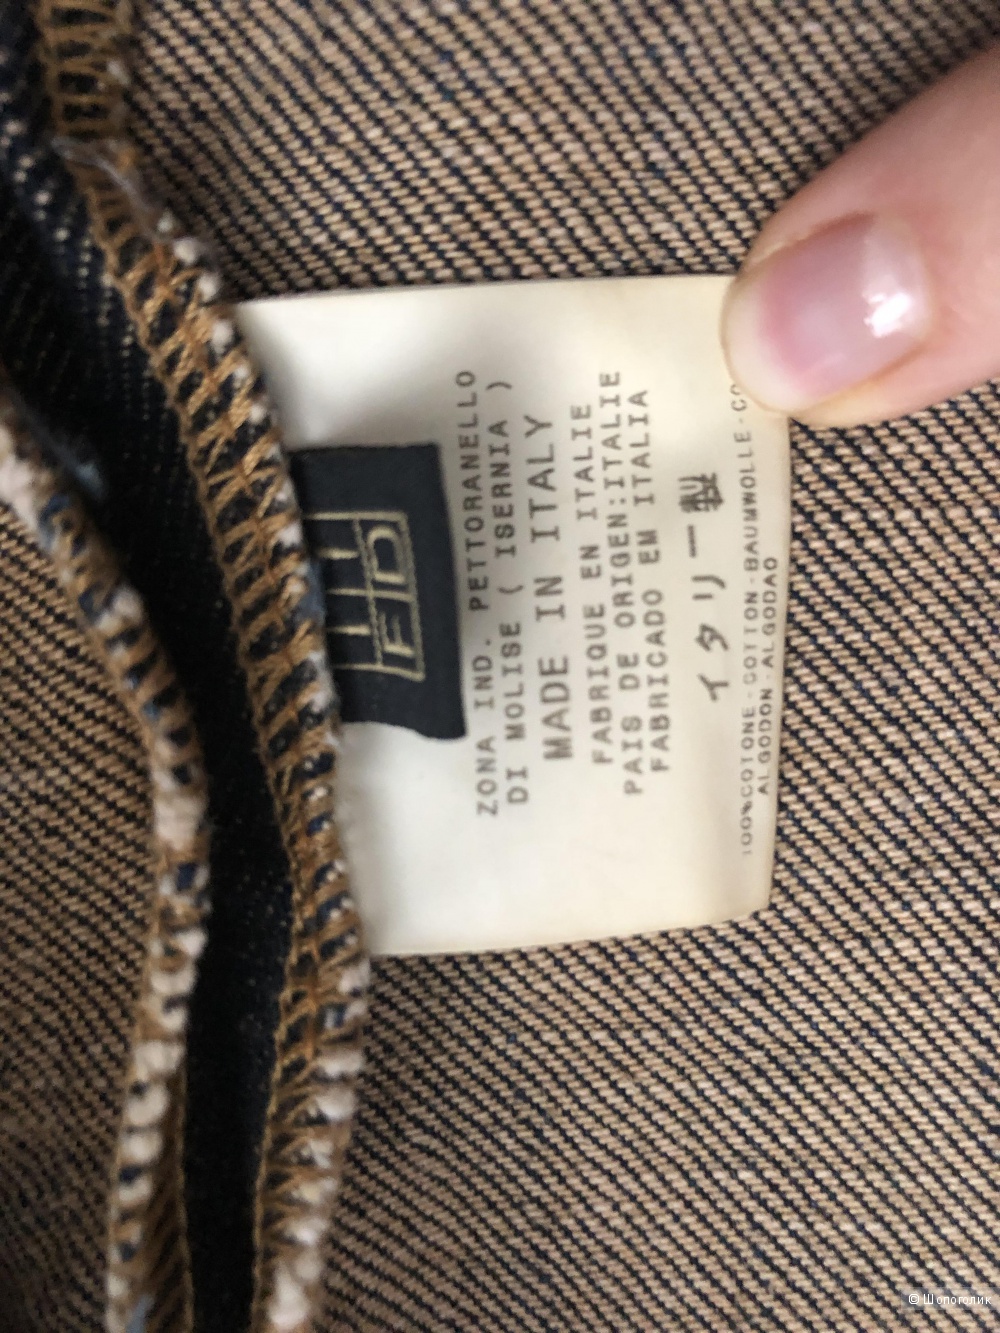 FD
ZONA IND. PETTORANELLO
DI MOLISE ( ISERNIA )
MADE IN ITALY
FABRIQUE EN ITALIE
PAIS DE ORIGEN:ITALIE
FABRICADO EM ITALIA
イタリー製
100%COTONE-COTTON-BAUMWOLLE-CO
ALGODON-ALGODAO
© Шопоголик